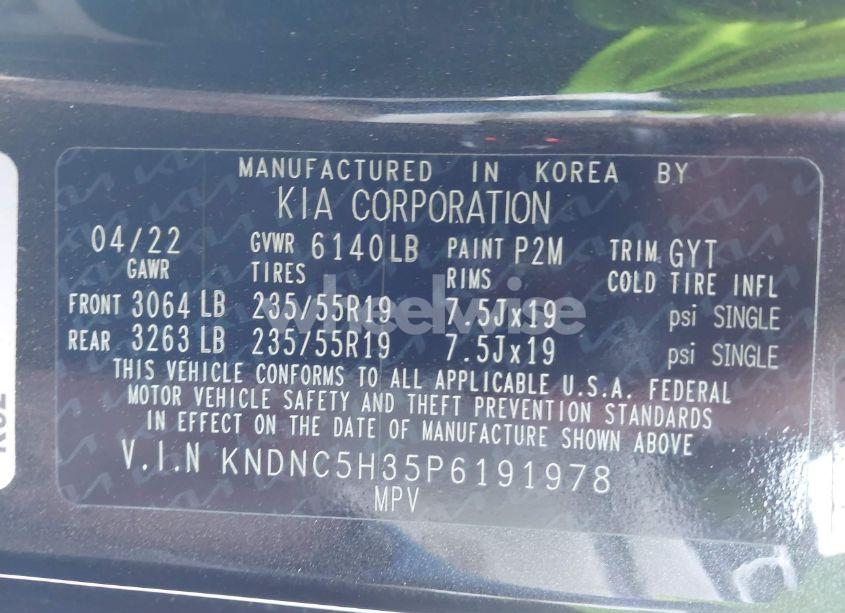 MANUFACTURED IN KOREA BY
KIA CORPORATION
04/22 GVWR 6140LB PAINT P2M TRIM GYT
GAWR TIRES RIMS COLD TIRE INFL
FRONT 3064 LB 235/55R19 7.5Jx19 psi SINGLE
REAR 3263 LB 235/55R19 7.5Jx19 psi SINGLE
THIS VEHICLE CONFORMS TO ALL APPLICABLE U.S.A. FEDERAL
MOTOR VEHICLE SAFETY AND THEFT PREVENTION STANDARDS
IN EFFECT ON THE DATE OF MANUFACTURE SHOWN ABOVE
V.I.N KNDNC5H35P6191978
MPV
wheelwise